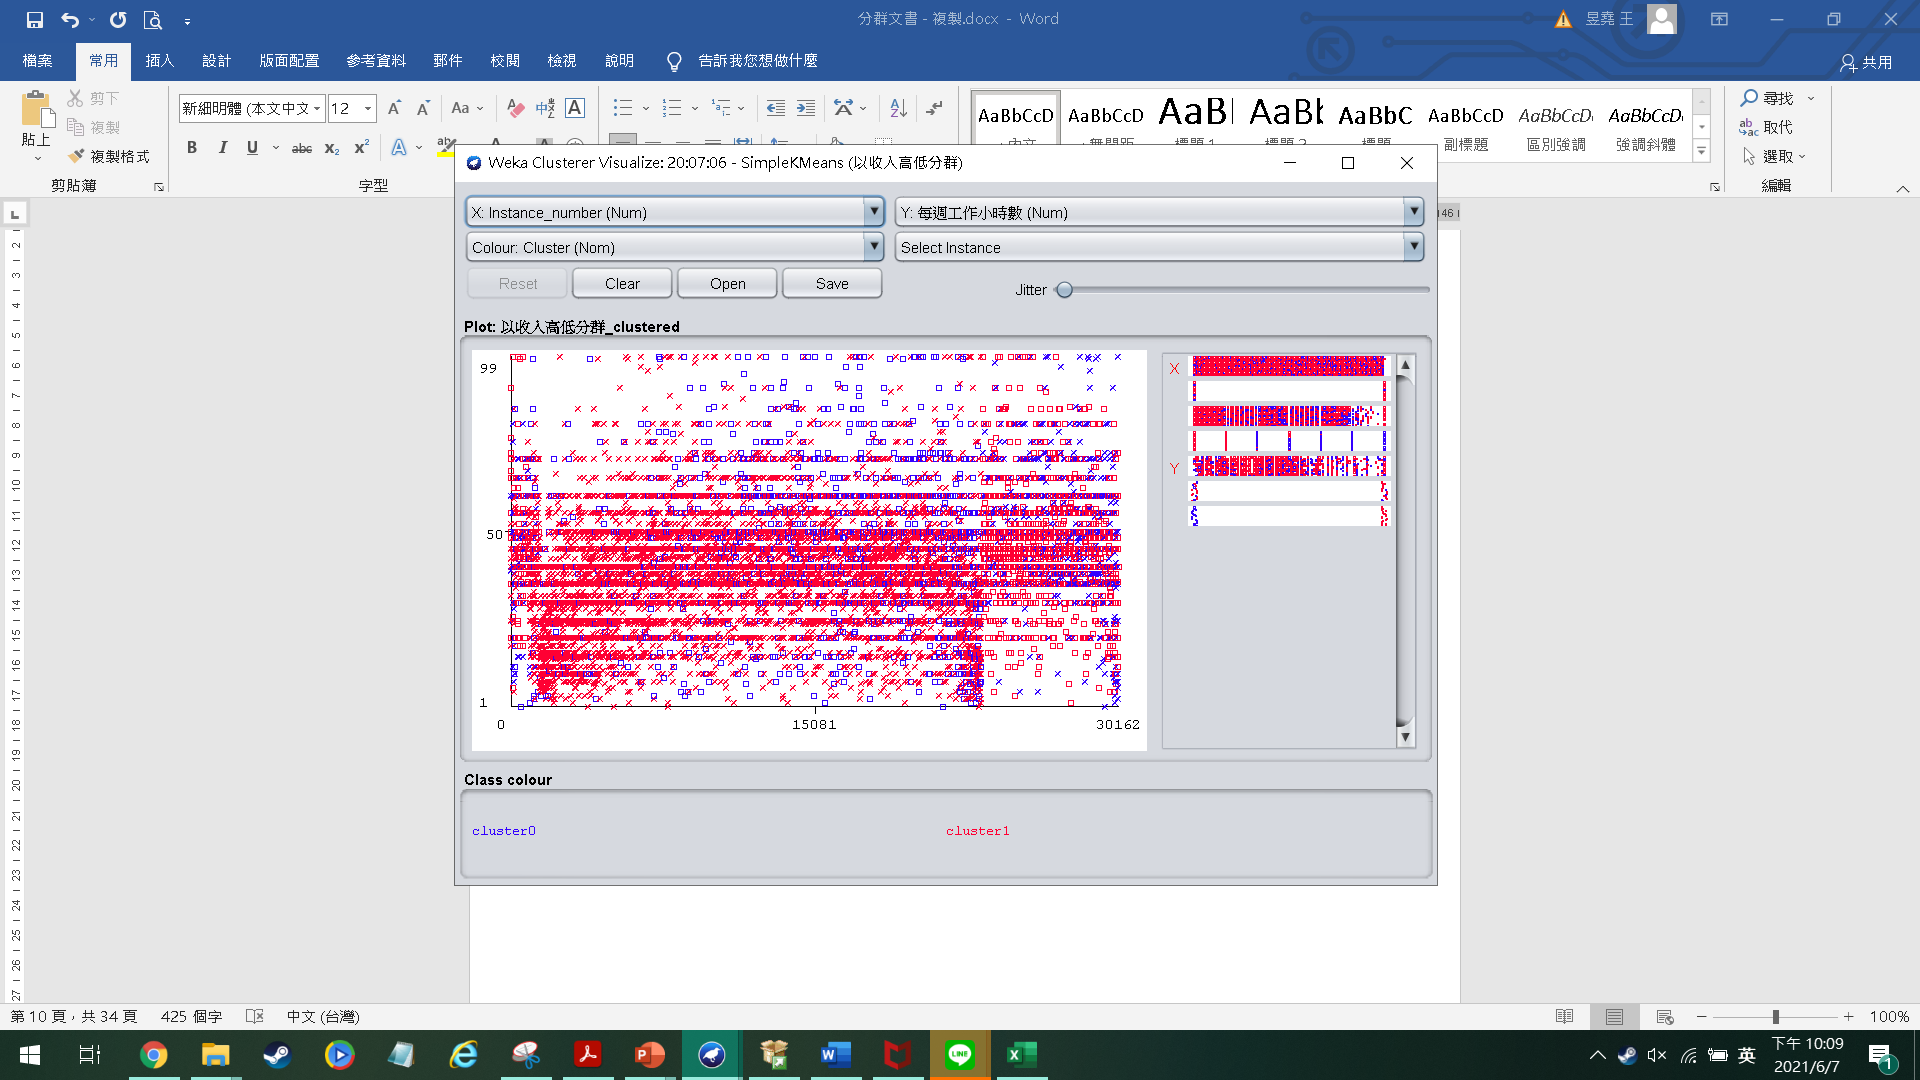 分群文書 - 複製.docx - Word
昱堯 王
檔案 常用 插入 設計 版面配置 參考資料 郵件 校閱 檢視 說明 告訴我您想做什麼 共用
貼上
剪下
複製
複製格式
剪貼簿
新細明體 (本文中文 12
字型
AaBbCcD AaBbCcD AaB AaBb AaBbC AaBbCcD AaBbCcD AaBbCcD
副標題 區別強調 強調斜體
尋找
取代
選取
編輯
Weka Clusterer Visualize: 20:07:06 - SimpleKMeans (以收入高低分群)
X: Instance_number (Num)
Y: 每週工作小時數 (Num)
Colour: Cluster (Nom)
Select Instance
Reset Clear Open Save
Jitter
Plot: 以收入高低分群_clustered
99
50
1
0 15081 30162
X
Y
Class colour
cluster0 cluster1
第 10 頁，共 34 頁 425 個字 中文 (台灣) 100%
英
下午 10:09
2021/6/7
1